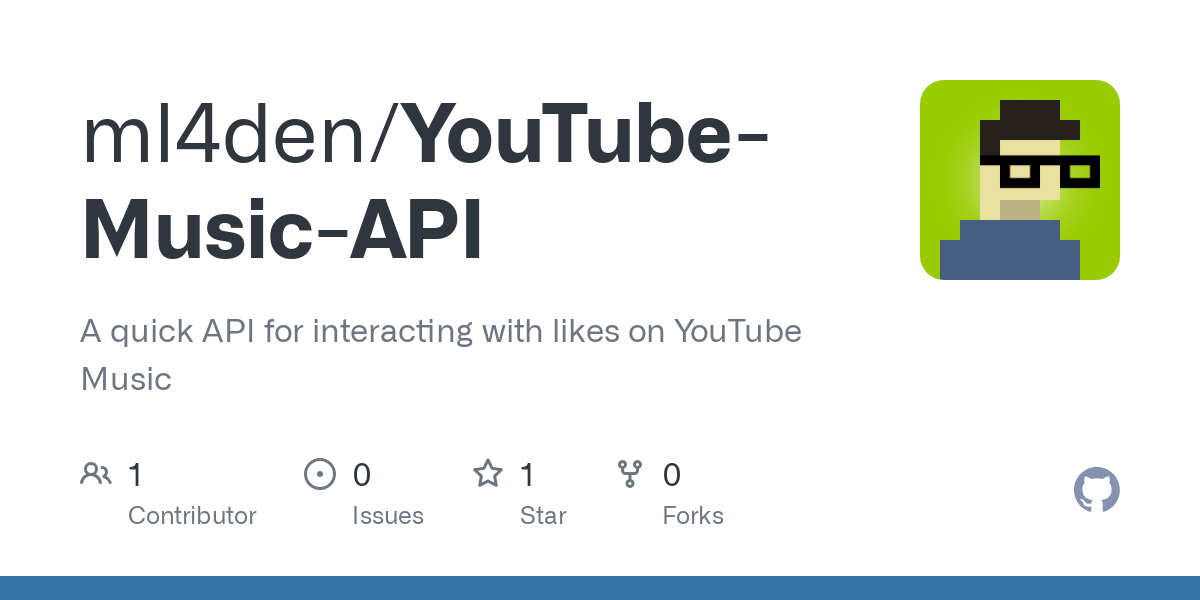 ml4den/YouTube-
Music-API
A quick API for interacting with likes on YouTube
Music
1 0 1 0
Contributor Issues Star Forks